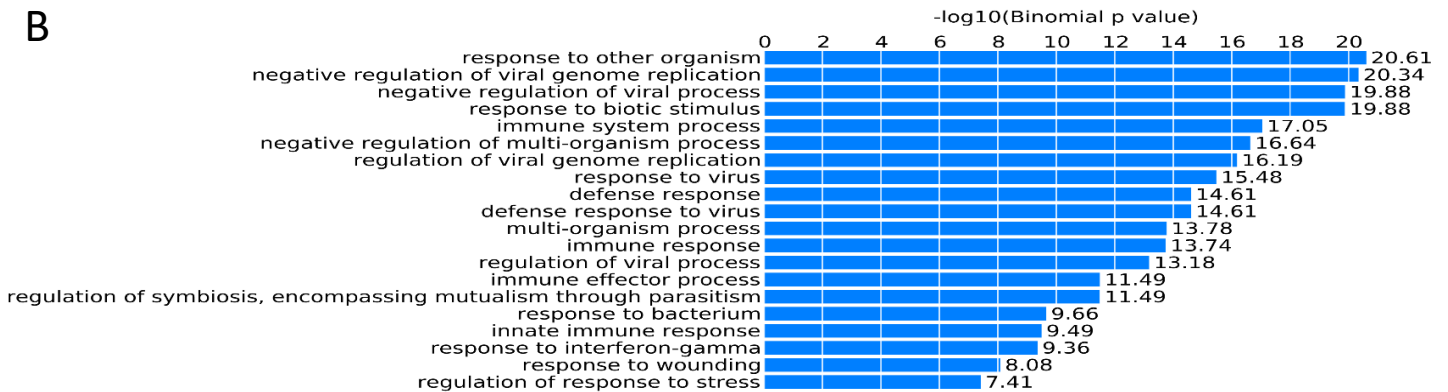 B
-log10(Binomial p value)
0 2 4 6 8 10 12 14 16 18 20
response to other organism 20.61
negative regulation of viral genome replication 20.34
negative regulation of viral process 19.88
response to biotic stimulus 19.88
immune system process 17.05
negative regulation of multi-organism process 16.64
regulation of viral genome replication 16.19
response to virus 15.48
defense response 14.61
defense response to virus 14.61
multi-organism process 13.78
immune response 13.74
regulation of viral process 13.18
immune effector process 11.49
regulation of symbiosis, encompassing mutualism through parasitism 11.49
response to bacterium 9.66
innate immune response 9.49
response to interferon-gamma 9.36
response to wounding 8.08
regulation of response to stress 7.41